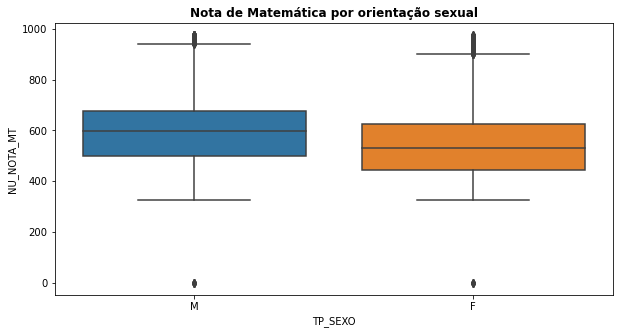 Nota de Matemática por orientação sexual
1000
800
600
400
200
0
NU_NOTA_MT
M
F
TP_SEXO